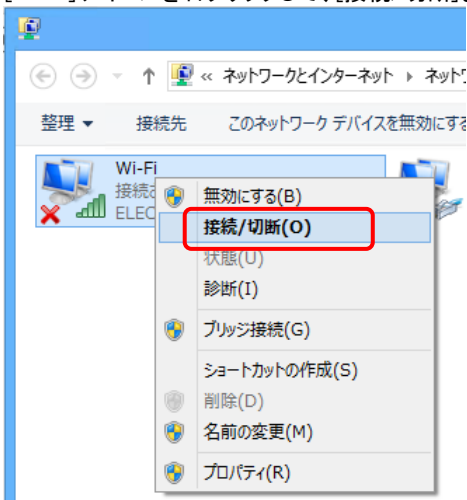 « ネットワークとインターネット ▸ ネット
整理 ▼ 接続先 このネットワーク デバイスを無効にする
Wi-Fi
接続
ELEC
無効にする(B)
接続/切断(O)
状態(U)
診断(I)
ブリッジ接続(G)
ショートカットの作成(S)
削除(D)
名前の変更(M)
プロパティ(R)